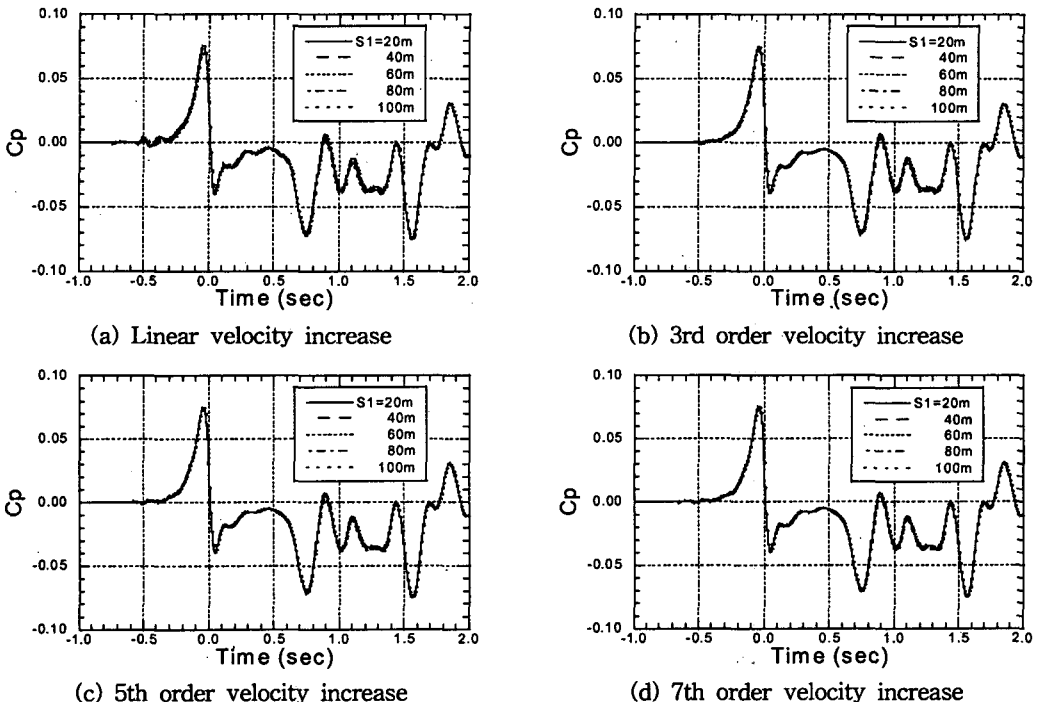 0.10
0.05
0.00
-0.05
-0.10
Cp
-1.0 -0.5 0.0 0.5 1.0 1.5 2.0
Time (sec)
S1=20m
40m
60m
80m
100m
(a) Linear velocity increase
0.10
0.05
0.00
-0.05
-0.10
Cp
-1.0 -0.5 0.0 0.5 1.0 1.5 2.0
Time (sec)
S1=20m
40m
60m
80m
100m
(b) 3rd order velocity increase
0.10
0.05
0.00
-0.05
-0.10
Cp
-1.0 -0.5 0.0 0.5 1.0 1.5 2.0
Time (sec)
S1=20m
40m
60m
80m
100m
(c) 5th order velocity increase
0.10
0.05
0.00
-0.05
-0.10
Cp
-1.0 -0.5 0.0 0.5 1.0 1.5 2.0
Time (sec)
S1=20m
40m
60m
80m
100m
(d) 7th order velocity increase